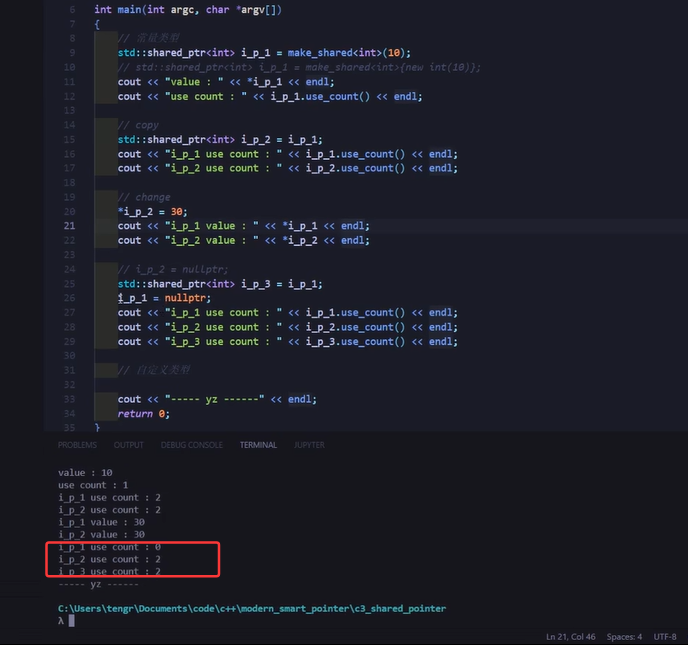 6 int main(int argc, char *argv[])
7 {
8 // 常量类型
9 std::shared_ptr<int> i_p_1 = make_shared<int>(10);
10 // std::shared_ptr<int> i_p_1 = make_shared<int>{new int(10)};
11 cout << "value : " << *i_p_1 << endl;
12 cout << "use count : " << i_p_1.use_count() << endl;
13
14 // copy
15 std::shared_ptr<int> i_p_2 = i_p_1;
16 cout << "i_p_1 use count : " << i_p_1.use_count() << endl;
17 cout << "i_p_2 use count : " << i_p_2.use_count() << endl;
18
19 // change
20 *i_p_2 = 30;
21 cout << "i_p_1 value : " << *i_p_1 << endl;
22 cout << "i_p_2 value : " << *i_p_2 << endl;
23
24 // i_p_2 = nullptr;
25 std::shared_ptr<int> i_p_3 = i_p_1;
26 i_p_1 = nullptr;
27 cout << "i_p_1 use count : " << i_p_1.use_count() << endl;
28 cout << "i_p_2 use count : " << i_p_2.use_count() << endl;
29 cout << "i_p_3 use count : " << i_p_3.use_count() << endl;
30
31 // 自定义类型
32
33 cout << "----- yz ------" << endl;
34 return 0;
35 }
PROBLEMS OUTPUT DEBUG CONSOLE TERMINAL JUPYTER
value : 10
use count : 1
i_p_1 use count : 2
i_p_2 use count : 2
i_p_1 value : 30
i_p_2 value : 30
i_p_1 use count : 0
i_p_2 use count : 2
i_p_3 use count : 2
----- yz ------
C:\Users\tengr\Documents\code\c++\modern_smart_pointer\c3_shared_pointer
λ
Ln 21, Col 46 Spaces: 4 UTF-8